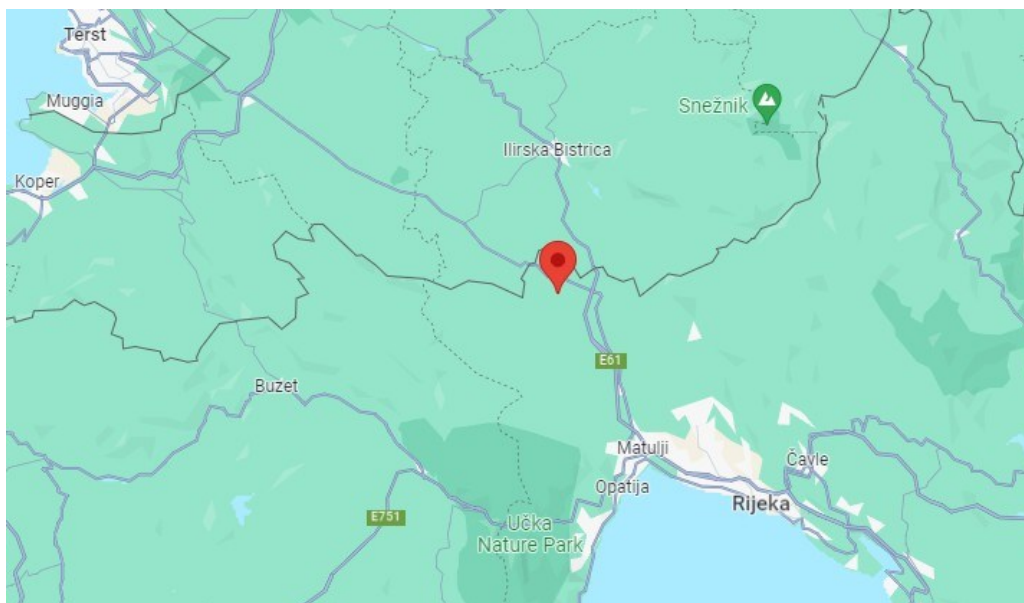 Terst
Muggia
Koper
Snežnik
Ilirska Bistrica
E61
Buzet
Matulji
Čavle
Opatija
Rijeka
E751
Učka
Nature Park